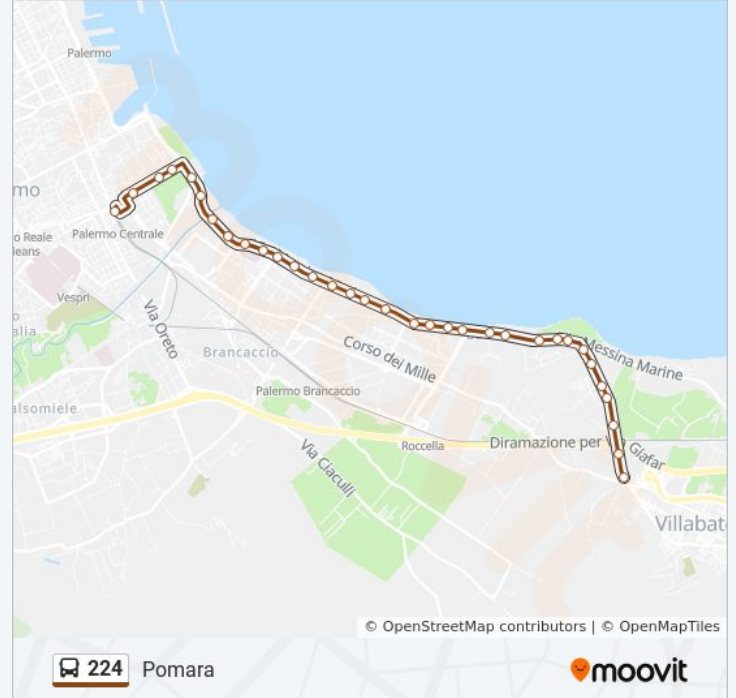 Palermo
mo
Palermo Centrale
o Reale
leans
Vespri
o
alia
Via Oreto
Brancaccio
Corso dei Mille
Messina Marine
Palermo Brancaccio
alsomiele
Roccella
Diramazione per
Via Giafar
Via Ciaculli
Villabat
© OpenStreetMap contributors | © OpenMapTiles
224 Pomara
moovit